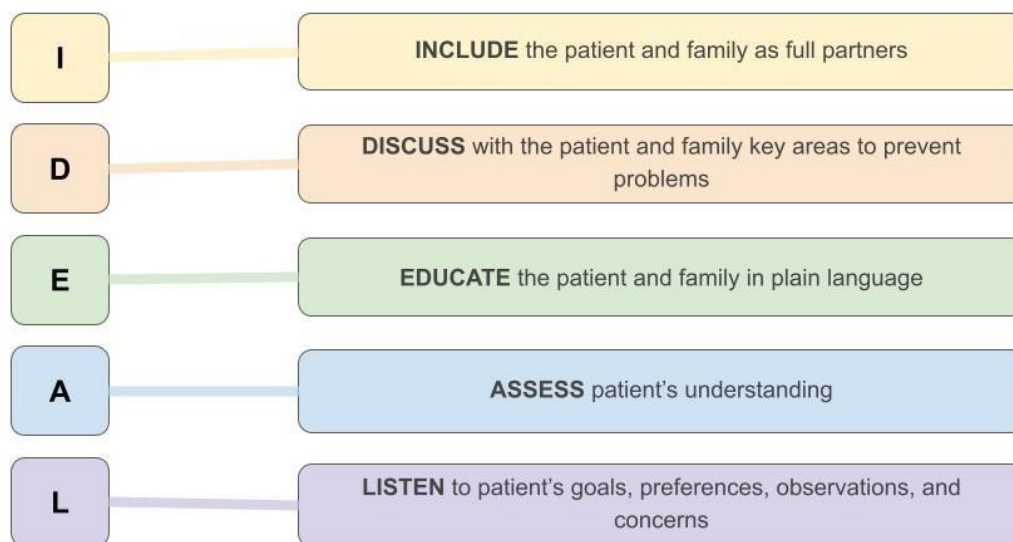 I
INCLUDE the patient and family as full partners
D
DISCUSS with the patient and family key areas to prevent
problems
E
EDUCATE the patient and family in plain language
A
ASSESS patient’s understanding
L
LISTEN to patient’s goals, preferences, observations, and
concerns